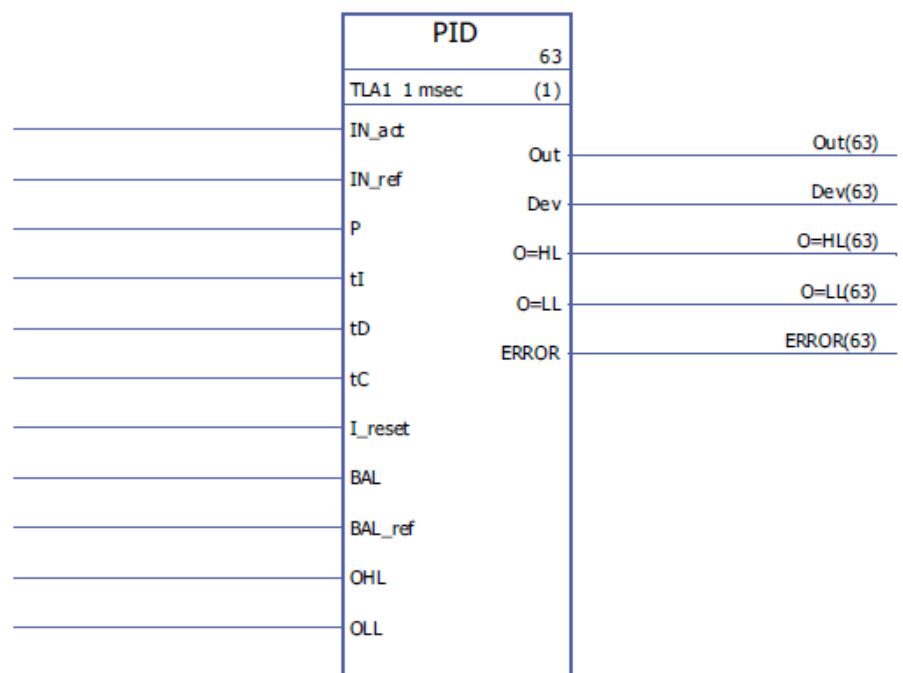 PID
63
TLA1 1 msec (1)
IN_act
Out Out(63)
IN_ref
Dev Dev(63)
P
O=HL O=HL(63)
tI
O=LL O=LL(63)
tD
ERROR ERROR(63)
tC
I_reset
BAL
BAL_ref
OHL
OLL